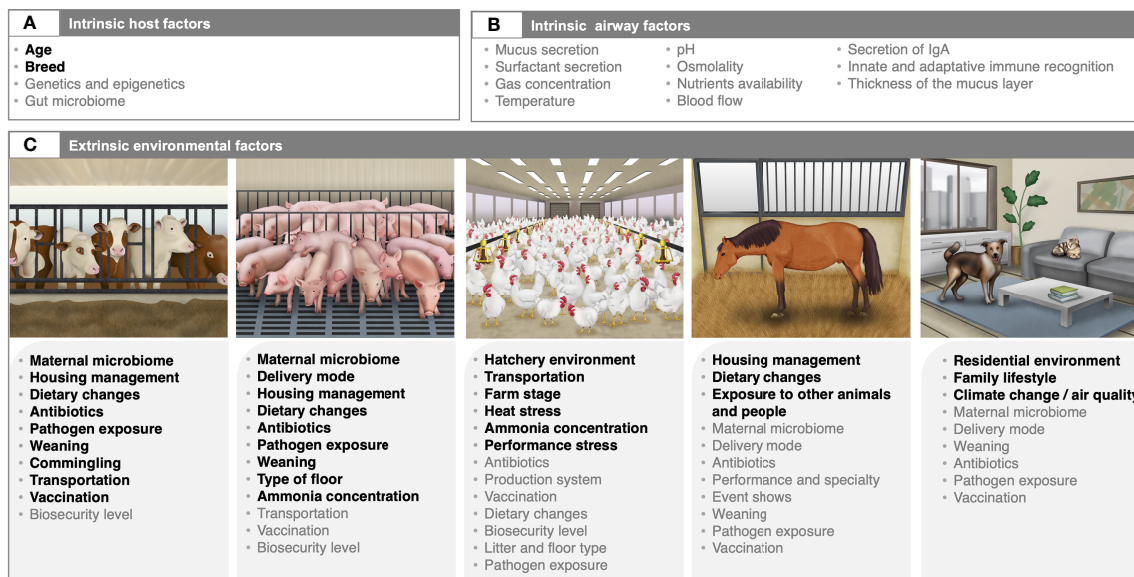 A Intrinsic host factors
• Age
• Breed
• Genetics and epigenetics
• Gut microbiome
B Intrinsic airway factors
• Mucus secretion
• Surfactant secretion
• Gas concentration
• Temperature
• pH
• Osmolality
• Nutrients availability
• Blood flow
• Secretion of IgA
• Innate and adaptative immune recognition
• Thickness of the mucus layer
C Extrinsic environmental factors
• Maternal microbiome
• Housing management
• Dietary changes
• Antibiotics
• Pathogen exposure
• Weaning
• Commingling
• Transportation
• Vaccination
• Biosecurity level
• Maternal microbiome
• Delivery mode
• Housing management
• Dietary changes
• Antibiotics
• Pathogen exposure
• Weaning
• Type of floor
• Ammonia concentration
• Transportation
• Vaccination
• Biosecurity level
• Hatchery environment
• Transportation
• Farm stage
• Heat stress
• Ammonia concentration
• Performance stress
• Antibiotics
• Production system
• Vaccination
• Dietary changes
• Biosecurity level
• Litter and floor type
• Pathogen exposure
• Housing management
• Dietary changes
• Exposure to other animals
and people
• Maternal microbiome
• Delivery mode
• Antibiotics
• Performance and specialty
• Event shows
• Weaning
• Pathogen exposure
• Vaccination
• Residential environment
• Family lifestyle
• Climate change / air quality
• Maternal microbiome
• Delivery mode
• Weaning
• Antibiotics
• Pathogen exposure
• Vaccination